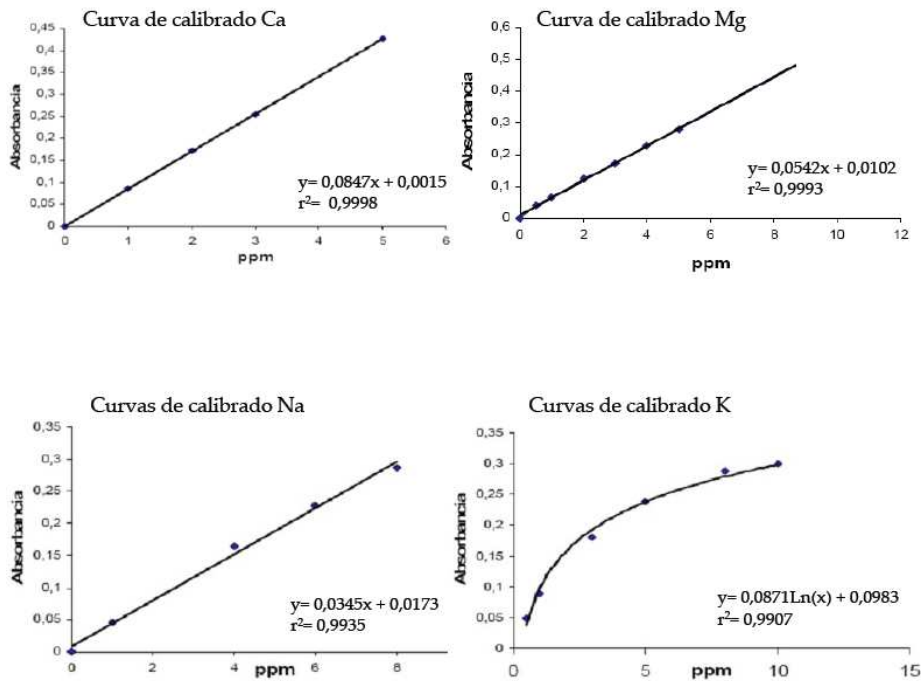 Curva de calibrado Ca
Absorbancia
0,45
0,4
0,35
0,3
0,25
0,2
0,15
0,1
0,05
0
0 1 2 3 4 5 6
ppm
y= 0,0847x + 0,0015
r²= 0,9998
Curva de calibrado Mg
Absorbancia
0,6
0,5
0,4
0,3
0,2
0,1
0
0 2 4 6 8 10 12
ppm
y= 0,0542x + 0,0102
r²= 0,9993
Curvas de calibrado Na
Absorbancia
0,35
0,3
0,25
0,2
0,15
0,1
0,05
0
0 4 6 8
ppm
y= 0,0345x + 0,0173
r²= 0,9935
Curvas de calibrado K
Absorbancia
0,35
0,3
0,25
0,2
0,15
0,1
0,05
0
0 5 10 15
ppm
y= 0,0871Ln(x) + 0,0983
r²= 0,9907